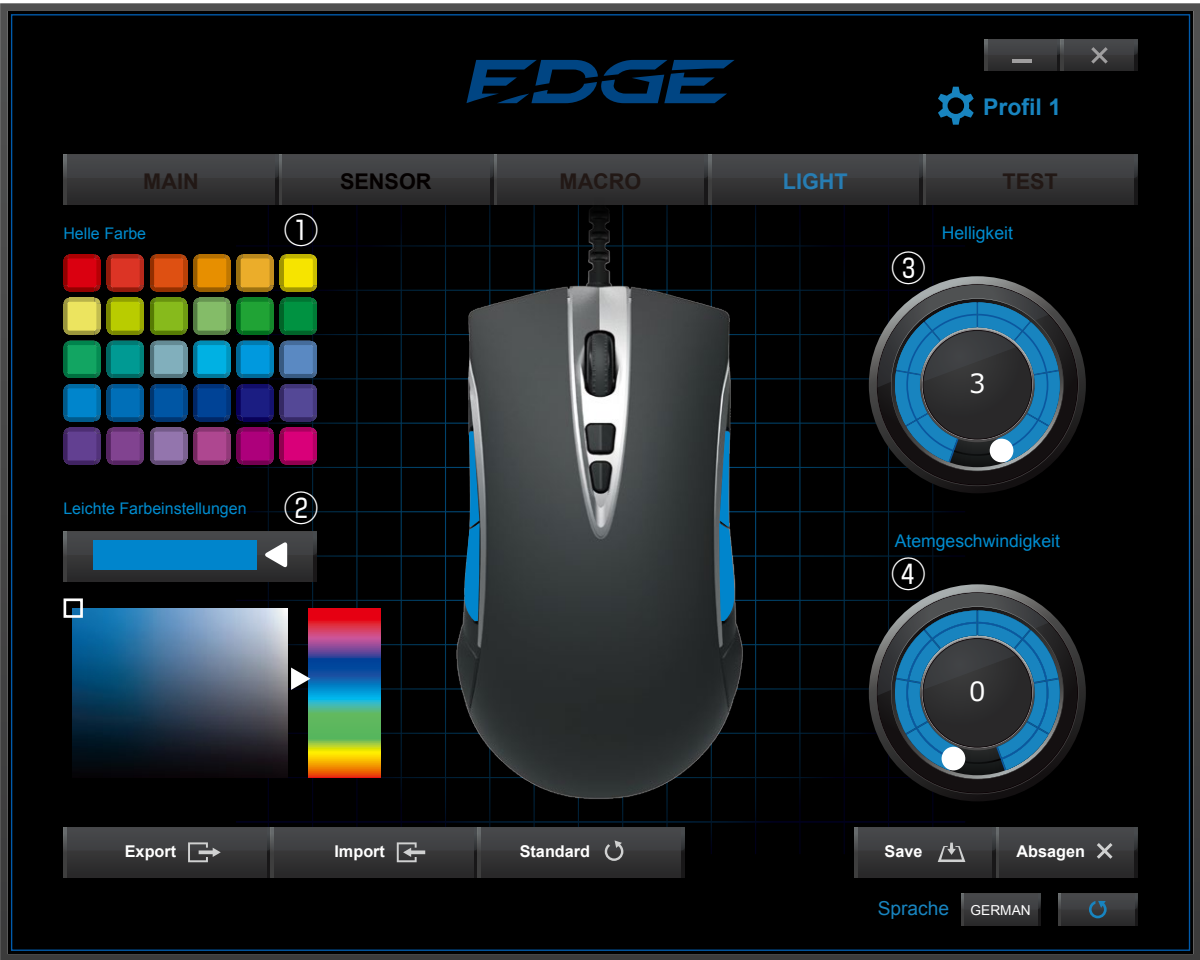 EDGE
Profil 1
MAIN SENSOR MACRO LIGHT TEST
Helle Farbe ①
Helligkeit
③
3
Leichte Farbeinstellungen ②
Atemgeschwindigkeit
④
0
Export Import Standard Save Absagen
Sprache GERMAN